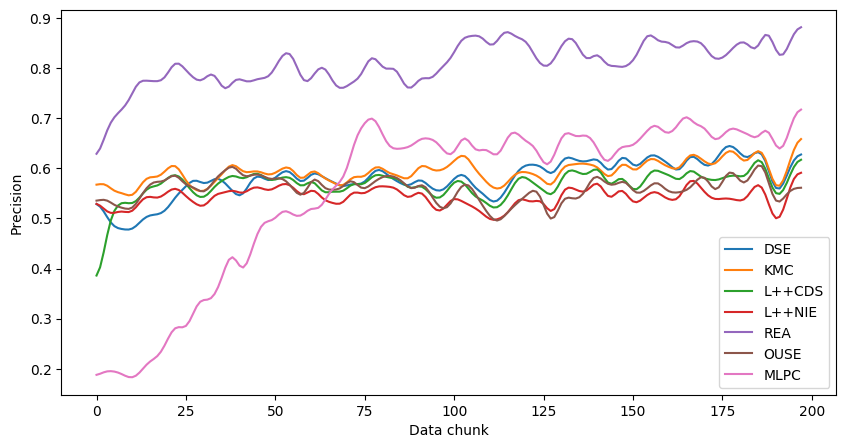 0.9
0.8
0.7
0.6
0.5
0.4
0.3
0.2
Precision
0
25
50
75
100
125
150
175
200
Data chunk
DSE
KMC
L++CDS
L++NIE
REA
OUSE
MLPC